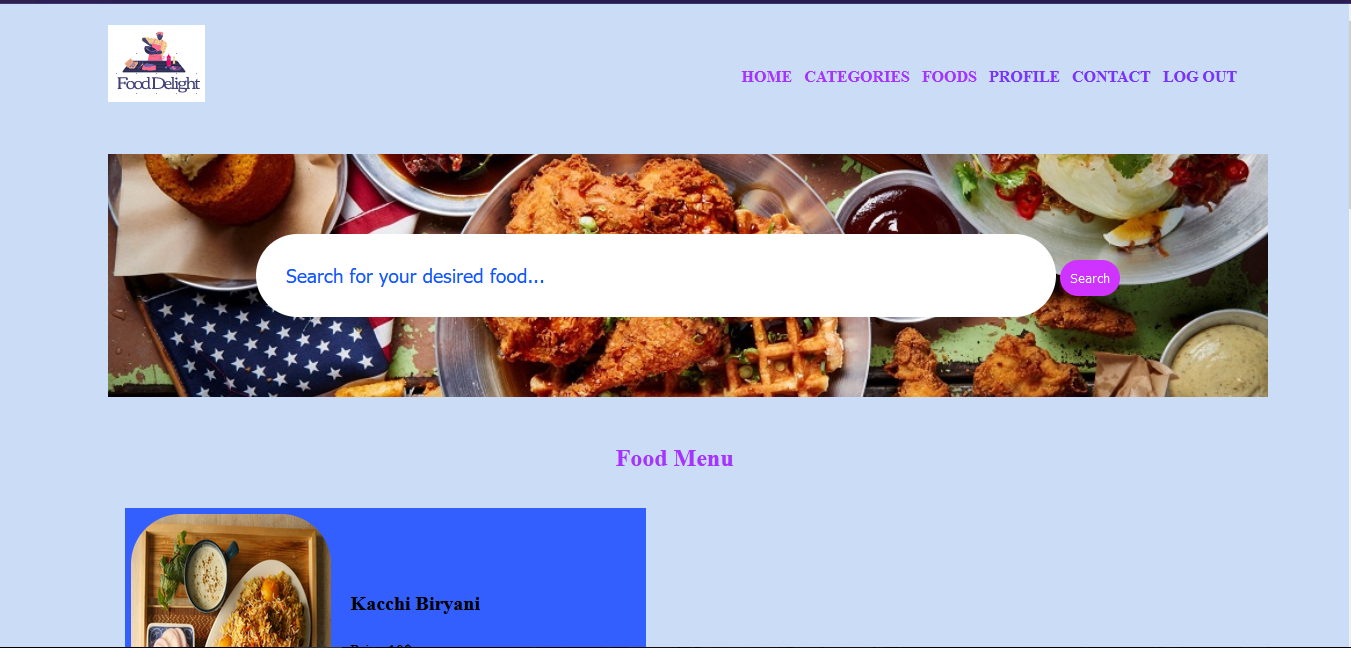 FoodDelight
HOME CATEGORIES FOODS PROFILE CONTACT LOG OUT
Search for your desired food...
Search
Food Menu
Kacchi Biryani